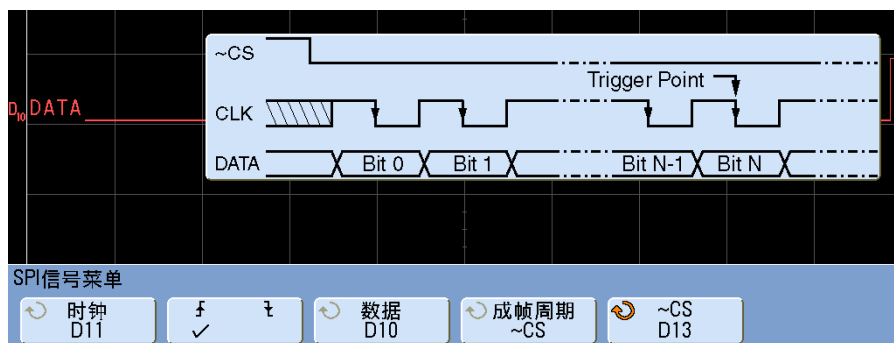 ~CS
Trigger Point
D10 DATA
CLK
DATA Bit 0 Bit 1 Bit N-1 Bit N
SPI信号菜单
时钟 数据 成帧周期 ~CS
D11 ✓ D10 ~CS D13